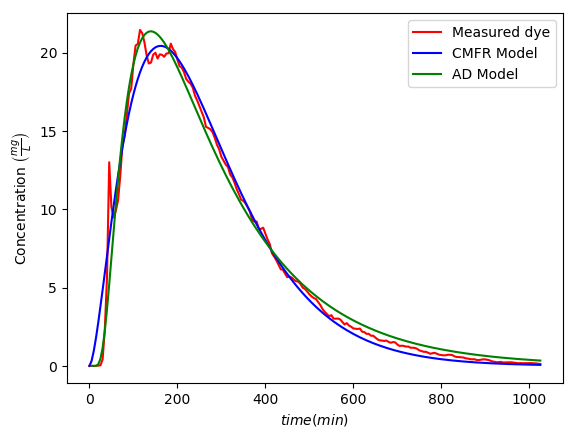 Measured dye
CMFR Model
AD Model
Concentration (mg/L)
20
15
10
5
0
0 200 400 600 800 1000
time(min)